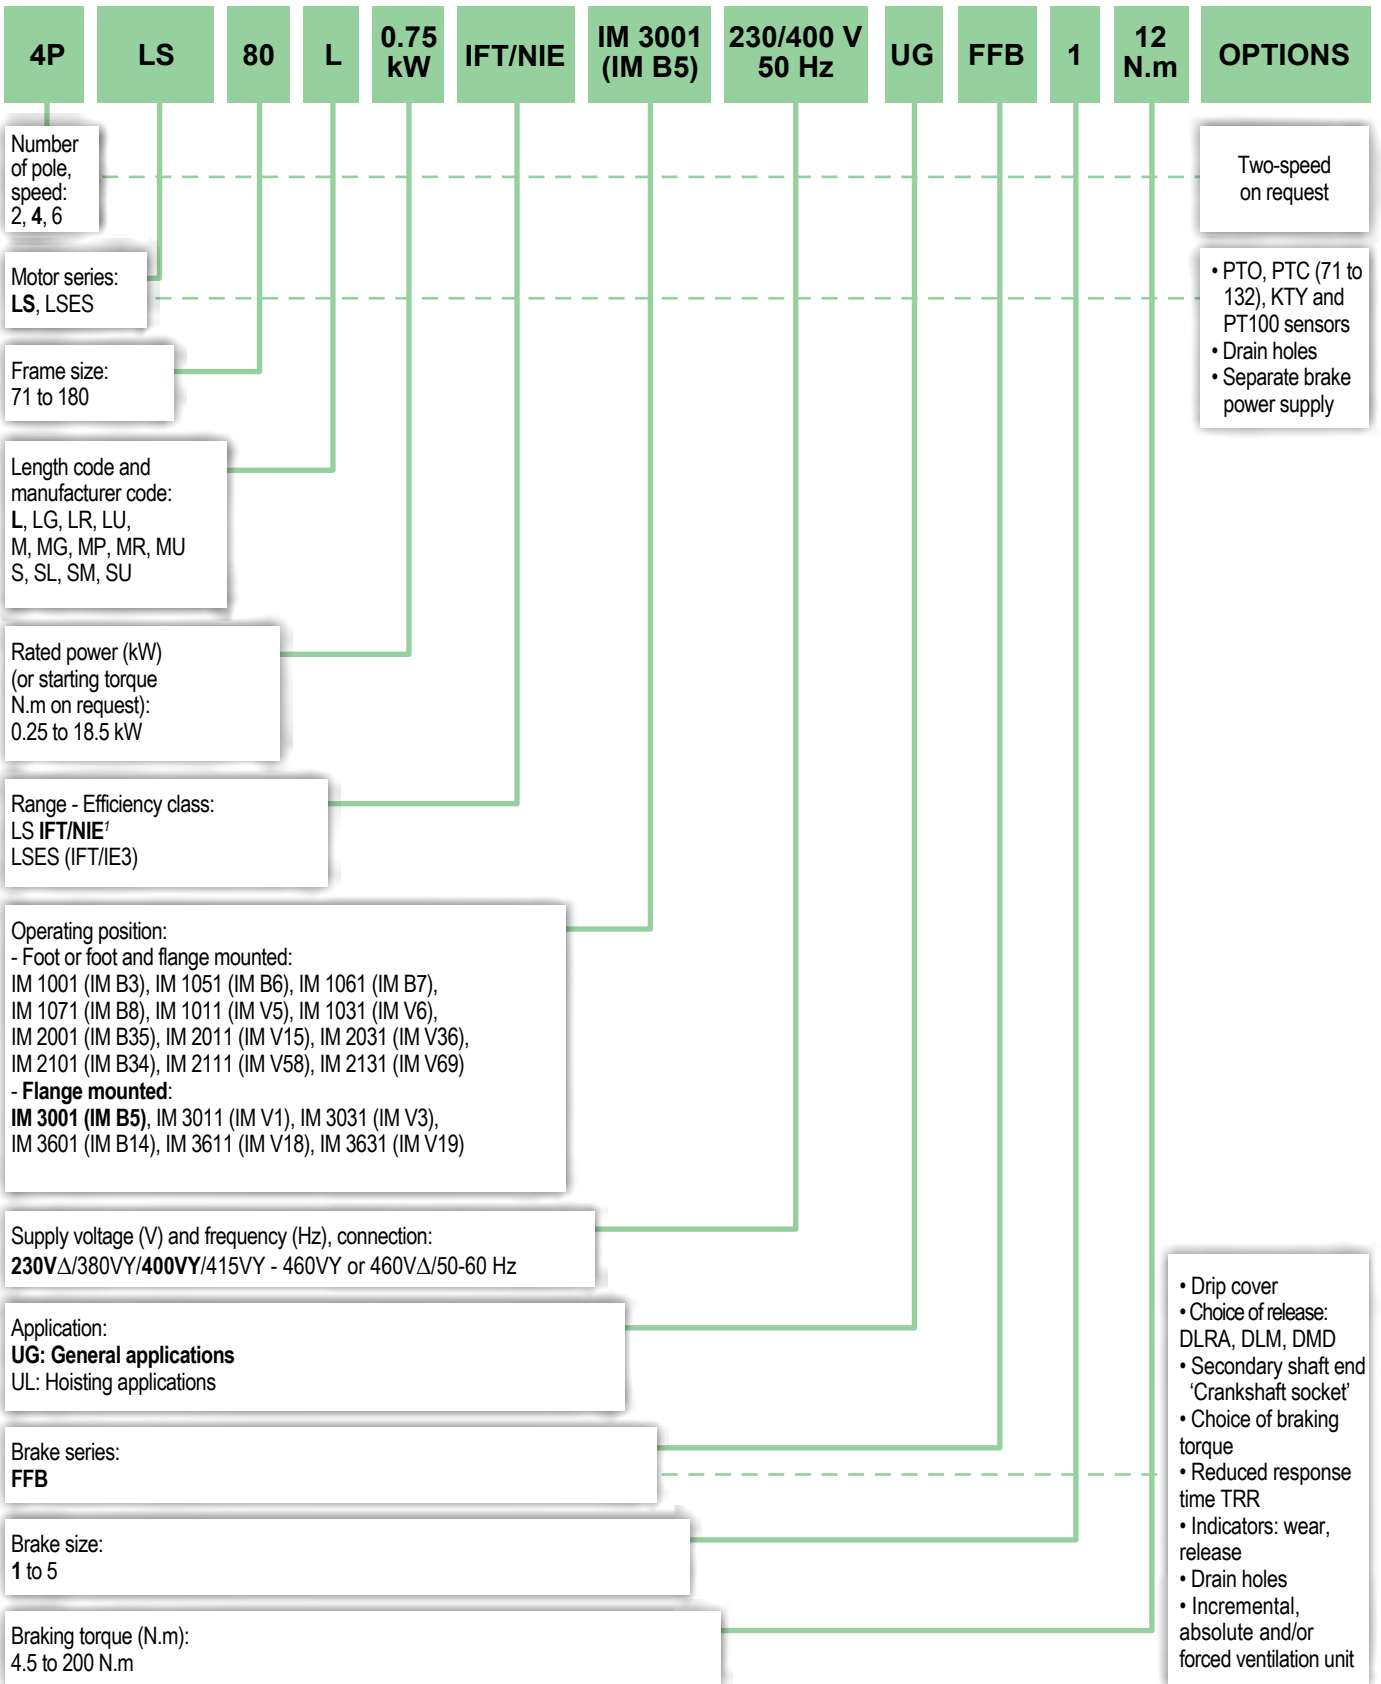 4P
LS
80
L
0.75
kW
IFT/NIE
IM 3001
(IM B5)
230/400 V
50 Hz
UG
FFB
1
12
N.m
OPTIONS
Number
of pole,
speed:
2, 4, 6
Two-speed
on request
Motor series:
LS, LSES
• PTO, PTC (71 to
132), KTY and
PT100 sensors
• Drain holes
• Separate brake
power supply
Frame size:
71 to 180
Length code and
manufacturer code:
L, LG, LR, LU,
M, MG, MP, MR, MU
S, SL, SM, SU
Rated power (kW)
(or starting torque
N.m on request):
0.25 to 18.5 kW
Range - Efficiency class:
LS IFT/NIE¹
LSES (IFT/IE3)
Operating position:
- Foot or foot and flange mounted:
IM 1001 (IM B3), IM 1051 (IM B6), IM 1061 (IM B7),
IM 1071 (IM B8), IM 1011 (IM V5), IM 1031 (IM V6),
IM 2001 (IM B35), IM 2011 (IM V15), IM 2031 (IM V36),
IM 2101 (IM B34), IM 2111 (IM V58), IM 2131 (IM V69)
- Flange mounted:
IM 3001 (IM B5), IM 3011 (IM V1), IM 3031 (IM V3),
IM 3601 (IM B14), IM 3611 (IM V18), IM 3631 (IM V19)
Supply voltage (V) and frequency (Hz), connection:
230VΔ/380VY/400VY/415VY - 460VY or 460VΔ/50-60 Hz
Application:
UG: General applications
UL: Hoisting applications
Brake series:
FFB
Brake size:
1 to 5
Braking torque (N.m):
4.5 to 200 N.m
• Drip cover
• Choice of release:
DLRA, DLM, DMD
• Secondary shaft end
‘Crankshaft socket’
• Choice of braking
torque
• Reduced response
time TRR
• Indicators: wear,
release
• Drain holes
• Incremental,
absolute and/or
forced ventilation unit